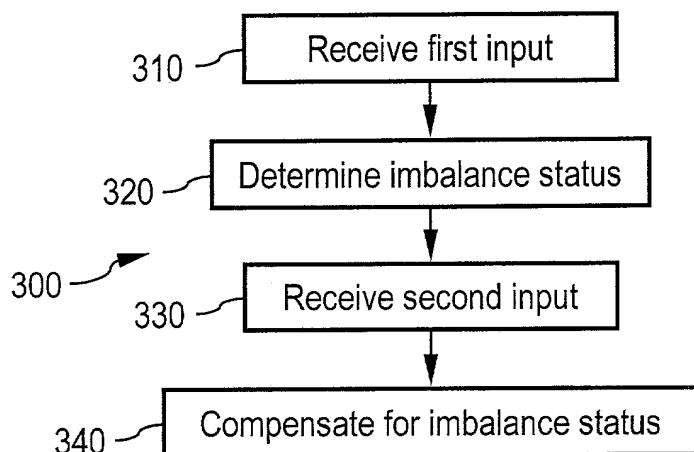 310 Receive first input
320 Determine imbalance status
300
330 Receive second input
340 Compensate for imbalance status